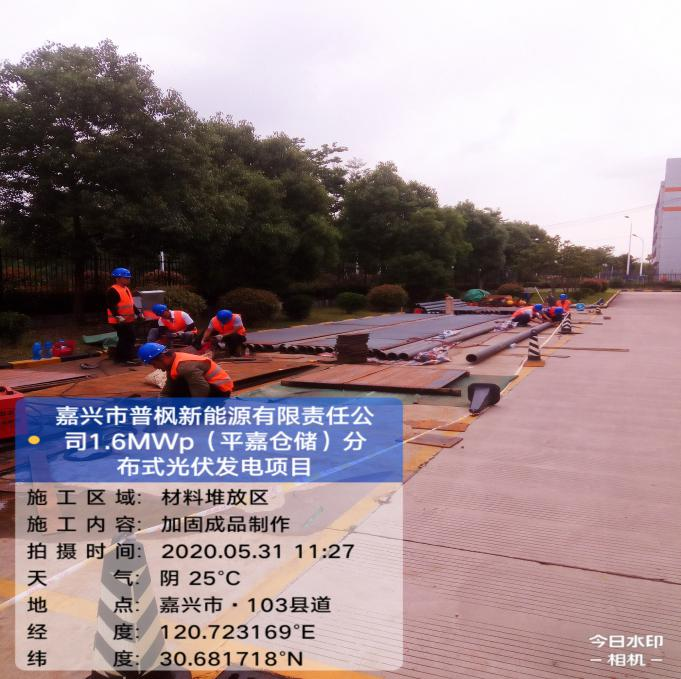 嘉兴市普枫新能源有限责任公
司1.6MWp（平嘉仓储）分
布式光伏发电项目
施工区域: 材料堆放区
施工内容: 加固成品制作
拍摄时间: 2020.05.31 11:27
天气: 阴 25°C
地点: 嘉兴市·103县道
经度: 120.723169°E
纬度: 30.681718°N
今日水印
－相机－